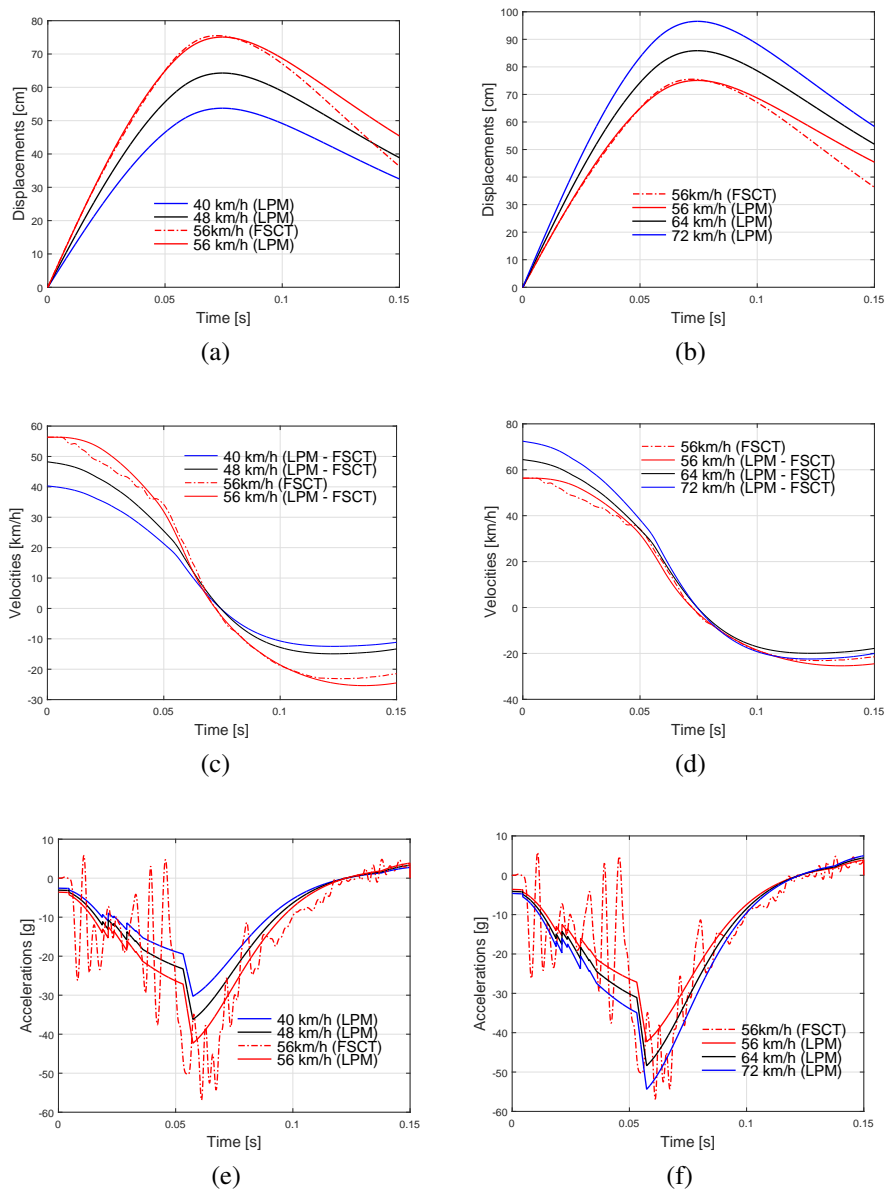 80
70
60
50
40
30
20
10
0
Displacements [cm]
40 km/h (LPM)
48 km/h (LPM)
56km/h (FSCT)
56 km/h (LPM)
0
0.05
0.1
0.15
Time [s]
(a)
100
90
80
70
60
50
40
30
20
10
0
Displacements [cm]
56km/h (FSCT)
56 km/h (LPM)
64 km/h (LPM)
72 km/h (LPM)
0
0.05
0.1
0.15
Time [s]
(b)
60
50
40
30
20
10
0
-10
-20
-30
Velocities [km/h]
40 km/h (LPM - FSCT)
48 km/h (LPM - FSCT)
56km/h (FSCT)
56 km/h (LPM - FSCT)
0
0.05
0.1
0.15
Time [s]
(c)
80
60
40
20
0
-20
-40
Velocities [km/h]
56km/h (FSCT)
56 km/h (LPM - FSCT)
64 km/h (LPM - FSCT)
72 km/h (LPM - FSCT)
0
0.05
0.1
0.15
Time [s]
(d)
10
0
-10
-20
-30
-40
-50
-60
Accelerations [g]
40 km/h (LPM)
48 km/h (LPM)
56km/h (FSCT)
56 km/h (LPM)
0
0.05
0.1
0.15
Time [s]
(e)
10
0
-10
-20
-30
-40
-50
-60
Accelerations [g]
56km/h (FSCT)
56 km/h (LPM)
64 km/h (LPM)
72 km/h (LPM)
0
0.05
0.1
0.15
Time [s]
(f)